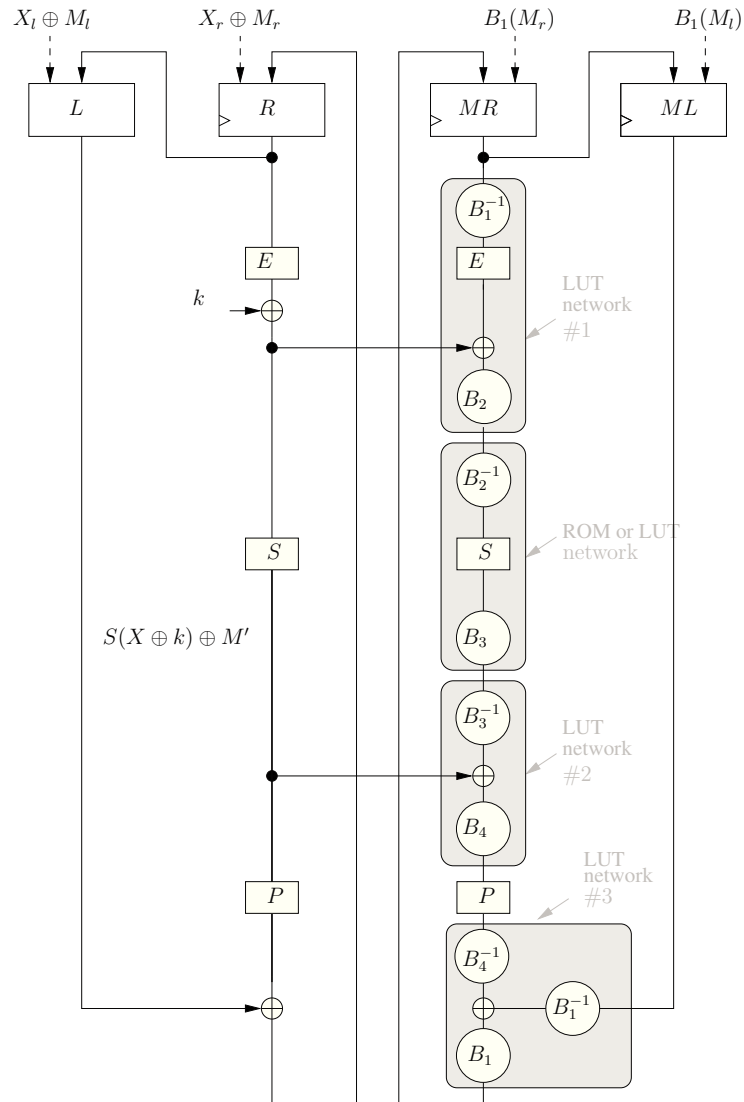 X_l ⊕ M_l
X_r ⊕ M_r
B_1(M_r)
B_1(M_l)
L
R
MR
ML
B_1^{-1}
E
E
k
LUT
network
#1
B_2
B_2^{-1}
S
S
ROM or LUT
network
S(X ⊕ k) ⊕ M′
B_3
B_3^{-1}
LUT
network
#2
B_4
LUT
network
#3
P
P
B_4^{-1}
B_1^{-1}
B_1